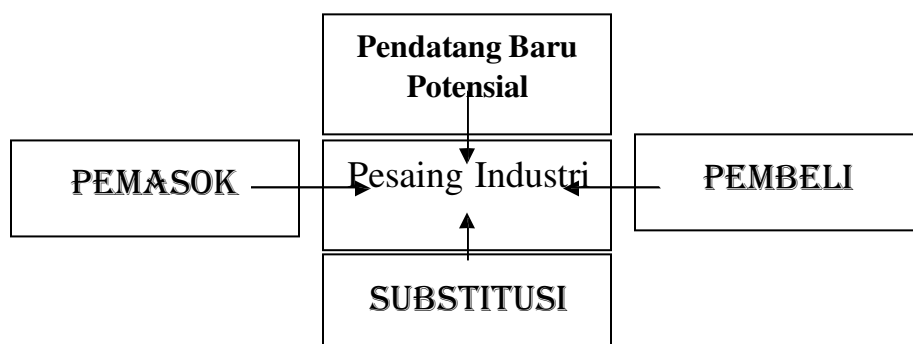 Pendatang Baru
Potensial
PEMASOK
Pesaing Industri
PEMBELI
SUBSTITUSI